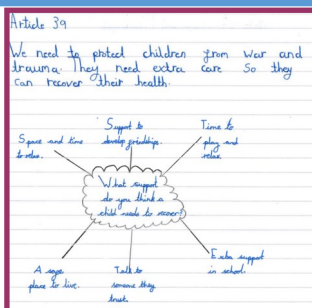 Article 39
We need to protect children from war and
trauma. They need extra care so they
can recover their health.
Support to
develop friendships.
Time to
play and
relax.
Space and time
to relax.
What support
do you think a
child needs to recover?
A safe
place to live.
Talk to
someone they
trust.
Extra support
in school.